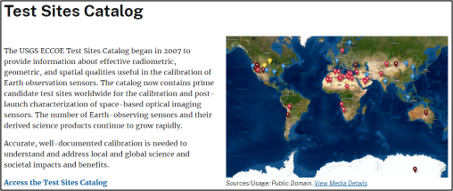 Test Sites Catalog
The USGS ECCOE Test Sites Catalog began in 2007 to
provide information about effective radiometric,
geometric, and spatial qualities useful in the calibration of
Earth observation sensors. The catalog now contains prime
candidate test sites worldwide for the calibration and post-
launch characterization of space-based optical imaging
sensors. The number of Earth-observing sensors and their
derived science products continue to grow rapidly.
Accurate, well-documented calibration is needed to
understand and address local and global science and
societal impacts and benefits.
Access the Test Sites Catalog
Sources/Usage: Public Domain. View Media Details